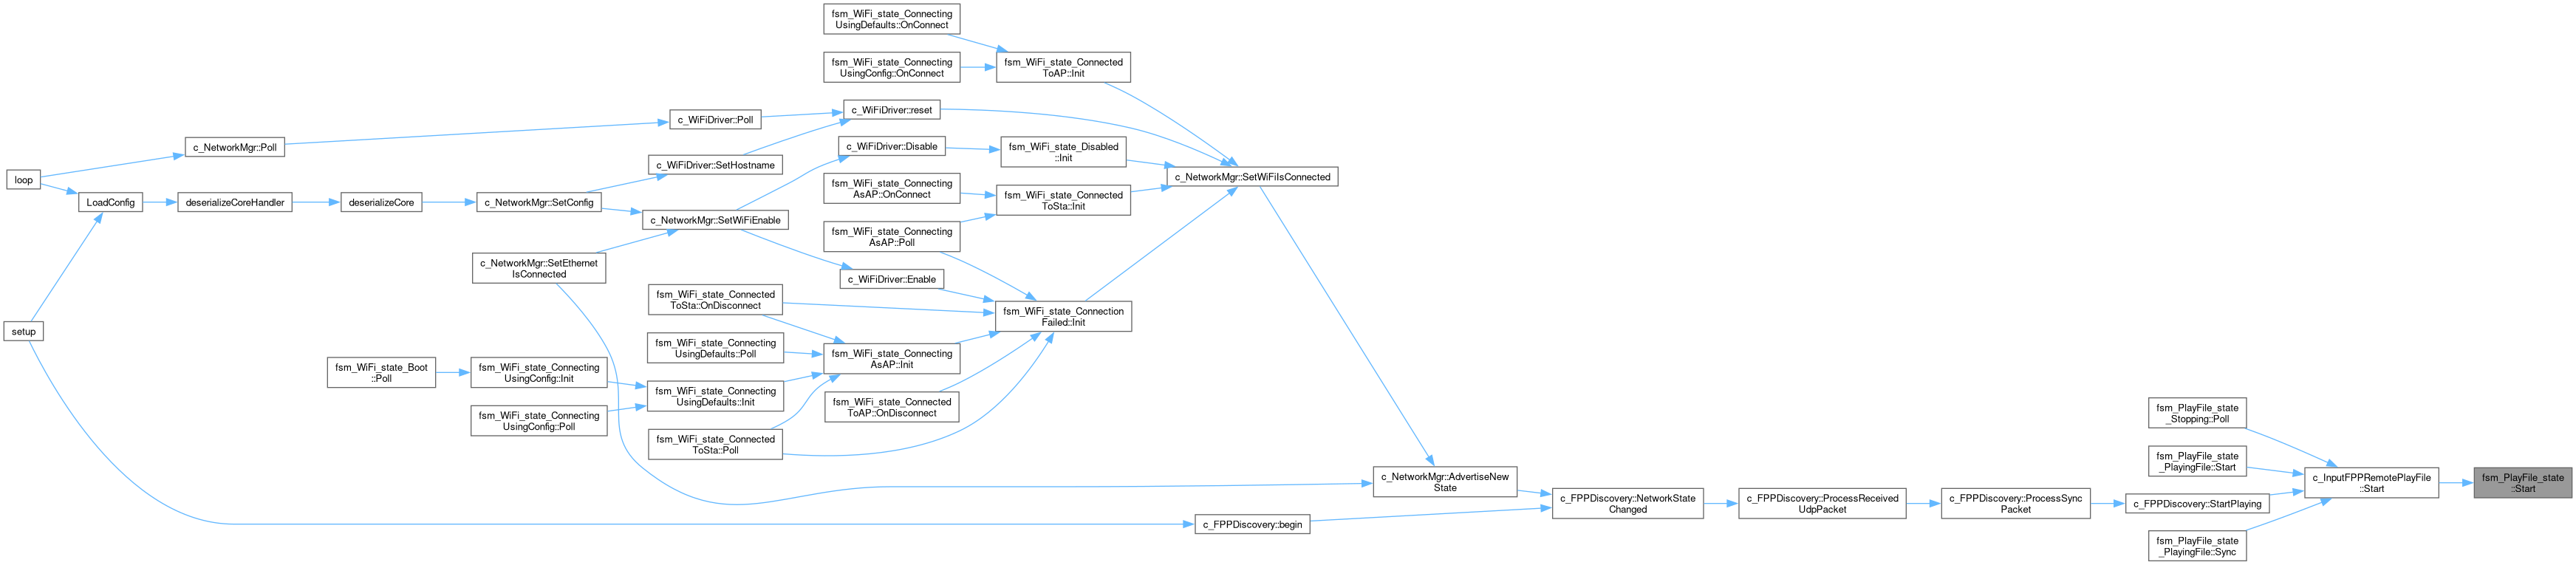 fsm_WiFi_state_Connecting
UsingDefaults::OnConnect
fsm_WiFi_state_Connecting
UsingConfig::OnConnect
fsm_WiFi_state_Connected
ToAP::Init
c_WiFiDriver::reset
c_WiFiDriver::Poll
c_NetworkMgr::Poll
c_WiFiDriver::Disable
fsm_WiFi_state_Disabled
::Init
c_WiFiDriver::SetHostname
c_NetworkMgr::SetWiFiIsConnected
loop
fsm_WiFi_state_Connecting
AsAP::OnConnect
fsm_WiFi_state_Connected
ToSta::Init
LoadConfig
deserializeCoreHandler
deserializeCore
c_NetworkMgr::SetConfig
c_NetworkMgr::SetWiFiEnable
fsm_WiFi_state_Connecting
AsAP::Poll
c_NetworkMgr::SetEthernet
IsConnected
c_WiFiDriver::Enable
fsm_WiFi_state_Connected
ToSta::OnDisconnect
fsm_WiFi_state_Connection
Failed::Init
setup
fsm_WiFi_state_Connecting
UsingDefaults::Poll
fsm_WiFi_state_Connecting
AsAP::Init
fsm_WiFi_state_Boot
::Poll
fsm_WiFi_state_Connecting
UsingConfig::Init
fsm_WiFi_state_Connecting
UsingDefaults::Init
fsm_WiFi_state_Connected
ToAP::OnDisconnect
fsm_WiFi_state_Connecting
UsingConfig::Poll
fsm_WiFi_state_Connected
ToSta::Poll
fsm_PlayFile_state
_Stopping::Poll
fsm_PlayFile_state
_PlayingFile::Start
c_NetworkMgr::AdvertiseNew
State
c_InputFPPRemotePlayFile
::Start
fsm_PlayFile_state
::Start
c_FPPDiscovery::NetworkState
Changed
c_FPPDiscovery::ProcessReceived
UdpPacket
c_FPPDiscovery::ProcessSync
Packet
c_FPPDiscovery::StartPlaying
c_FPPDiscovery::begin
fsm_PlayFile_state
_PlayingFile::Sync